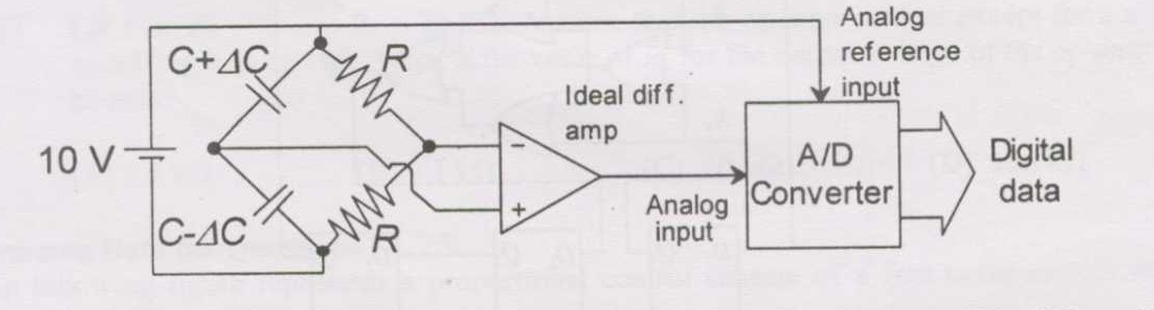 Analog
reference
input
C+ΔC
R
Ideal diff.
amp
10 V
−
+
A/D
Converter
Digital
data
Analog
input
C-ΔC
R